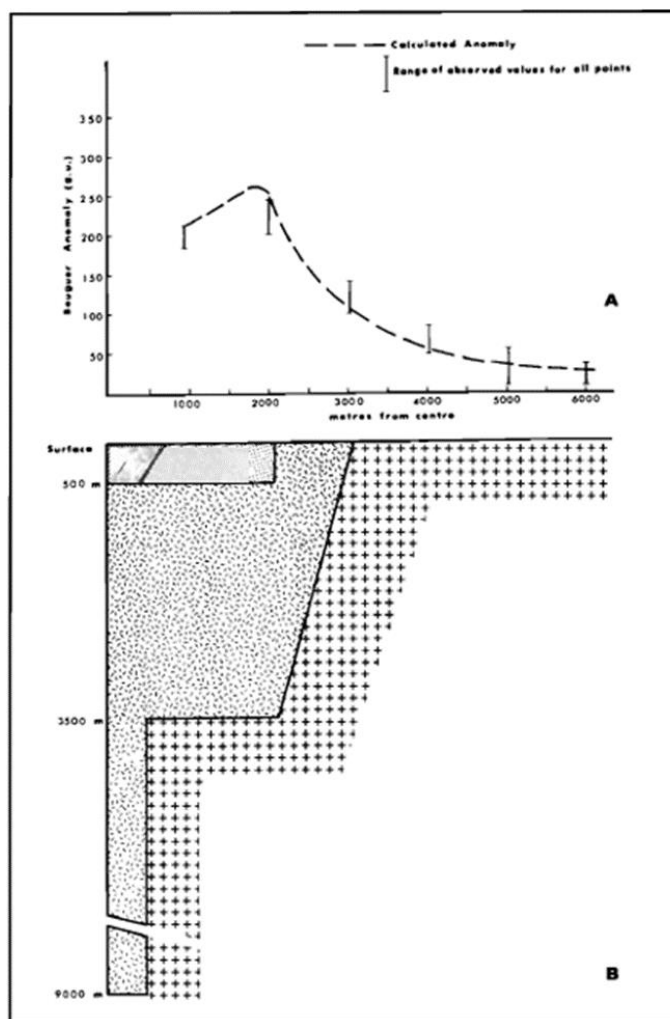 Calculated Anomaly
Range of observed values for all points
Bouguer Anomaly (g.u.)
350
300
250
200
150
100
50
A
1000 2000 3000 4000 5000 6000
metres from centre
Surface
500 m
3500 m
9000 m
B